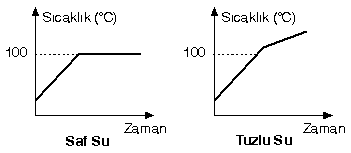 Sıcaklık (°C)
100
Zaman
Saf Su
Sıcaklık (°C)
100
Zaman
Tuzlu Su